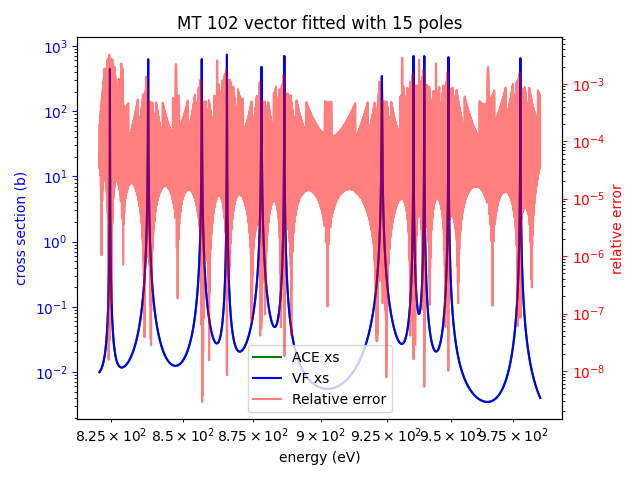 MT 102 vector fitted with 15 poles
10³
10²
10¹
10⁰
10⁻¹
10⁻²
cross section (b)
10⁻³
10⁻⁴
10⁻⁵
10⁻⁶
10⁻⁷
10⁻⁸
relative error
ACE xs
VF xs
Relative error
8.25 × 10² 8.5 × 10² 8.75 × 10² 9 × 10² 9.25 × 10² 9.5 × 10² 9.75 × 10²
energy (eV)